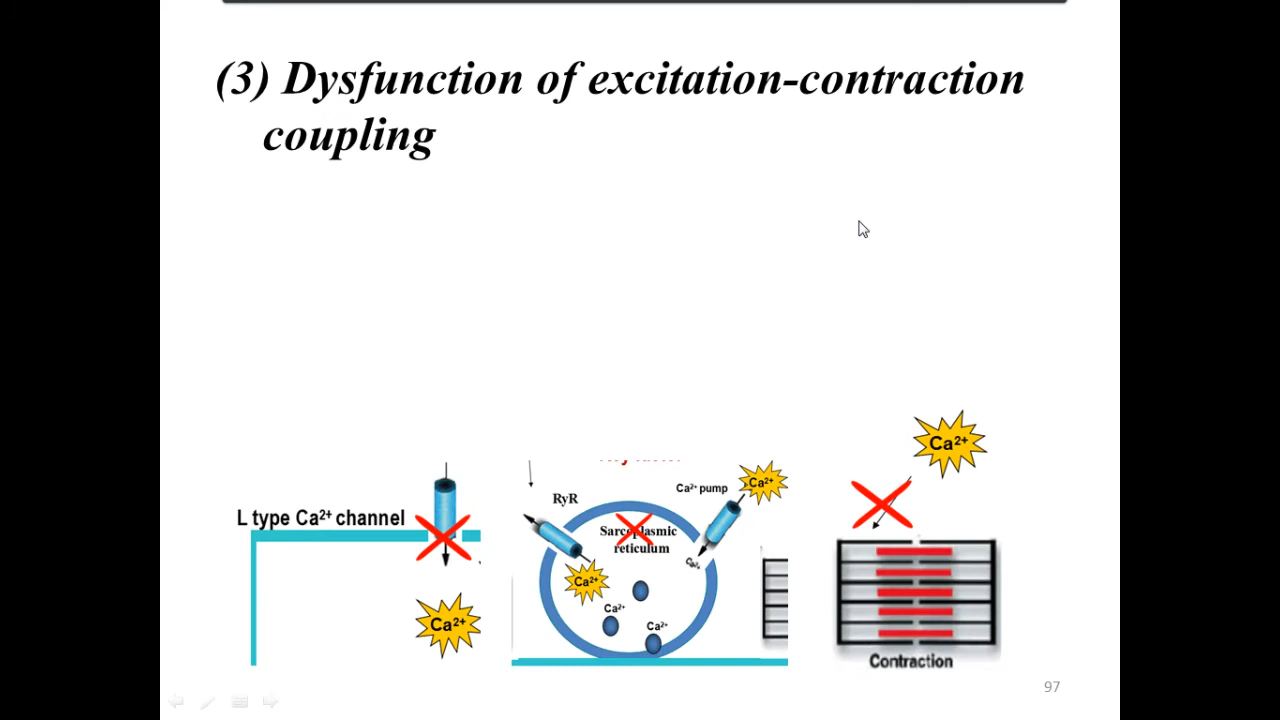 (3) Dysfunction of excitation-contraction
coupling
Ca²⁺
Ca²⁺ pump
Ca²⁺
RyR
L type Ca²⁺ channel
Sarcoplasmic
reticulum
Ca²⁺
Ca²⁺
Ca²⁺
Ca²⁺
Ca²⁺
Contraction
97